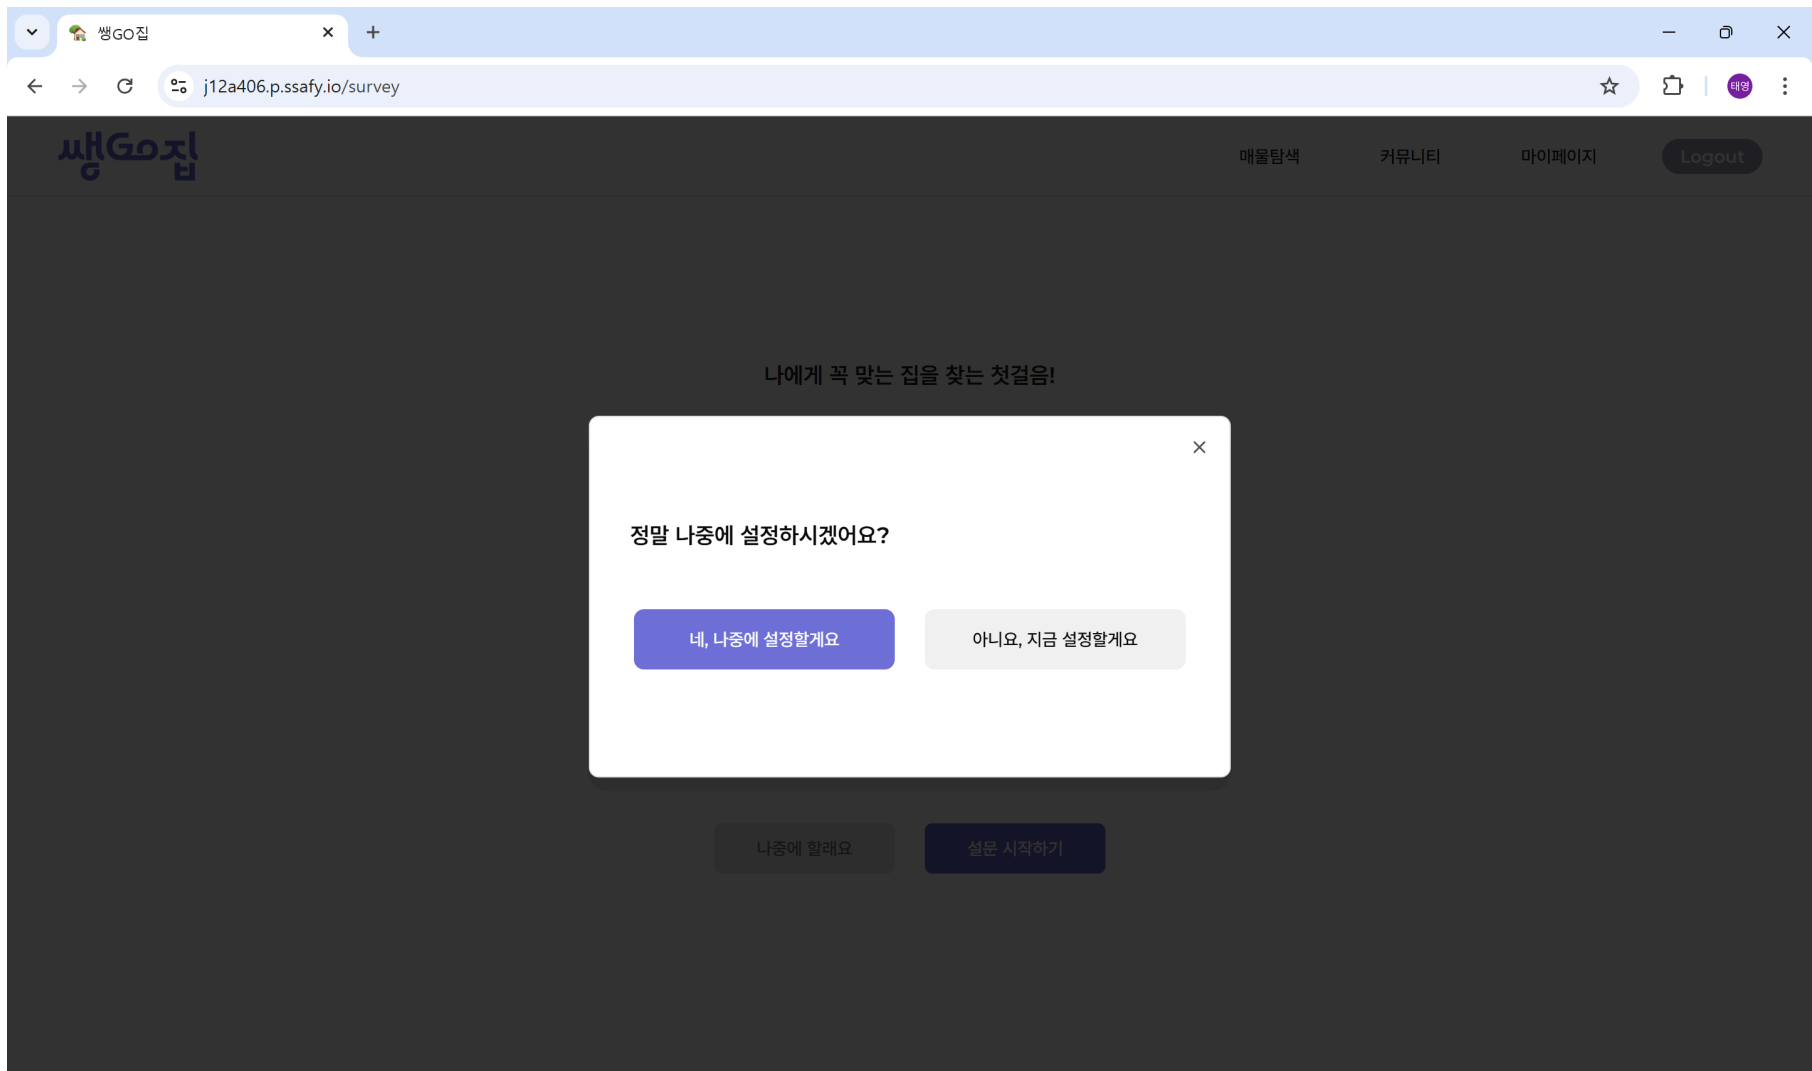 쌩GO집
j12a406.p.ssafy.io/survey
태영
쌩GO집
매물탐색 커뮤니티 마이페이지 Logout
나에게 꼭 맞는 집을 찾는 첫걸음!
정말 나중에 설정하시겠어요?
네, 나중에 설정할게요 아니요, 지금 설정할게요
나중에 할래요 설문 시작하기